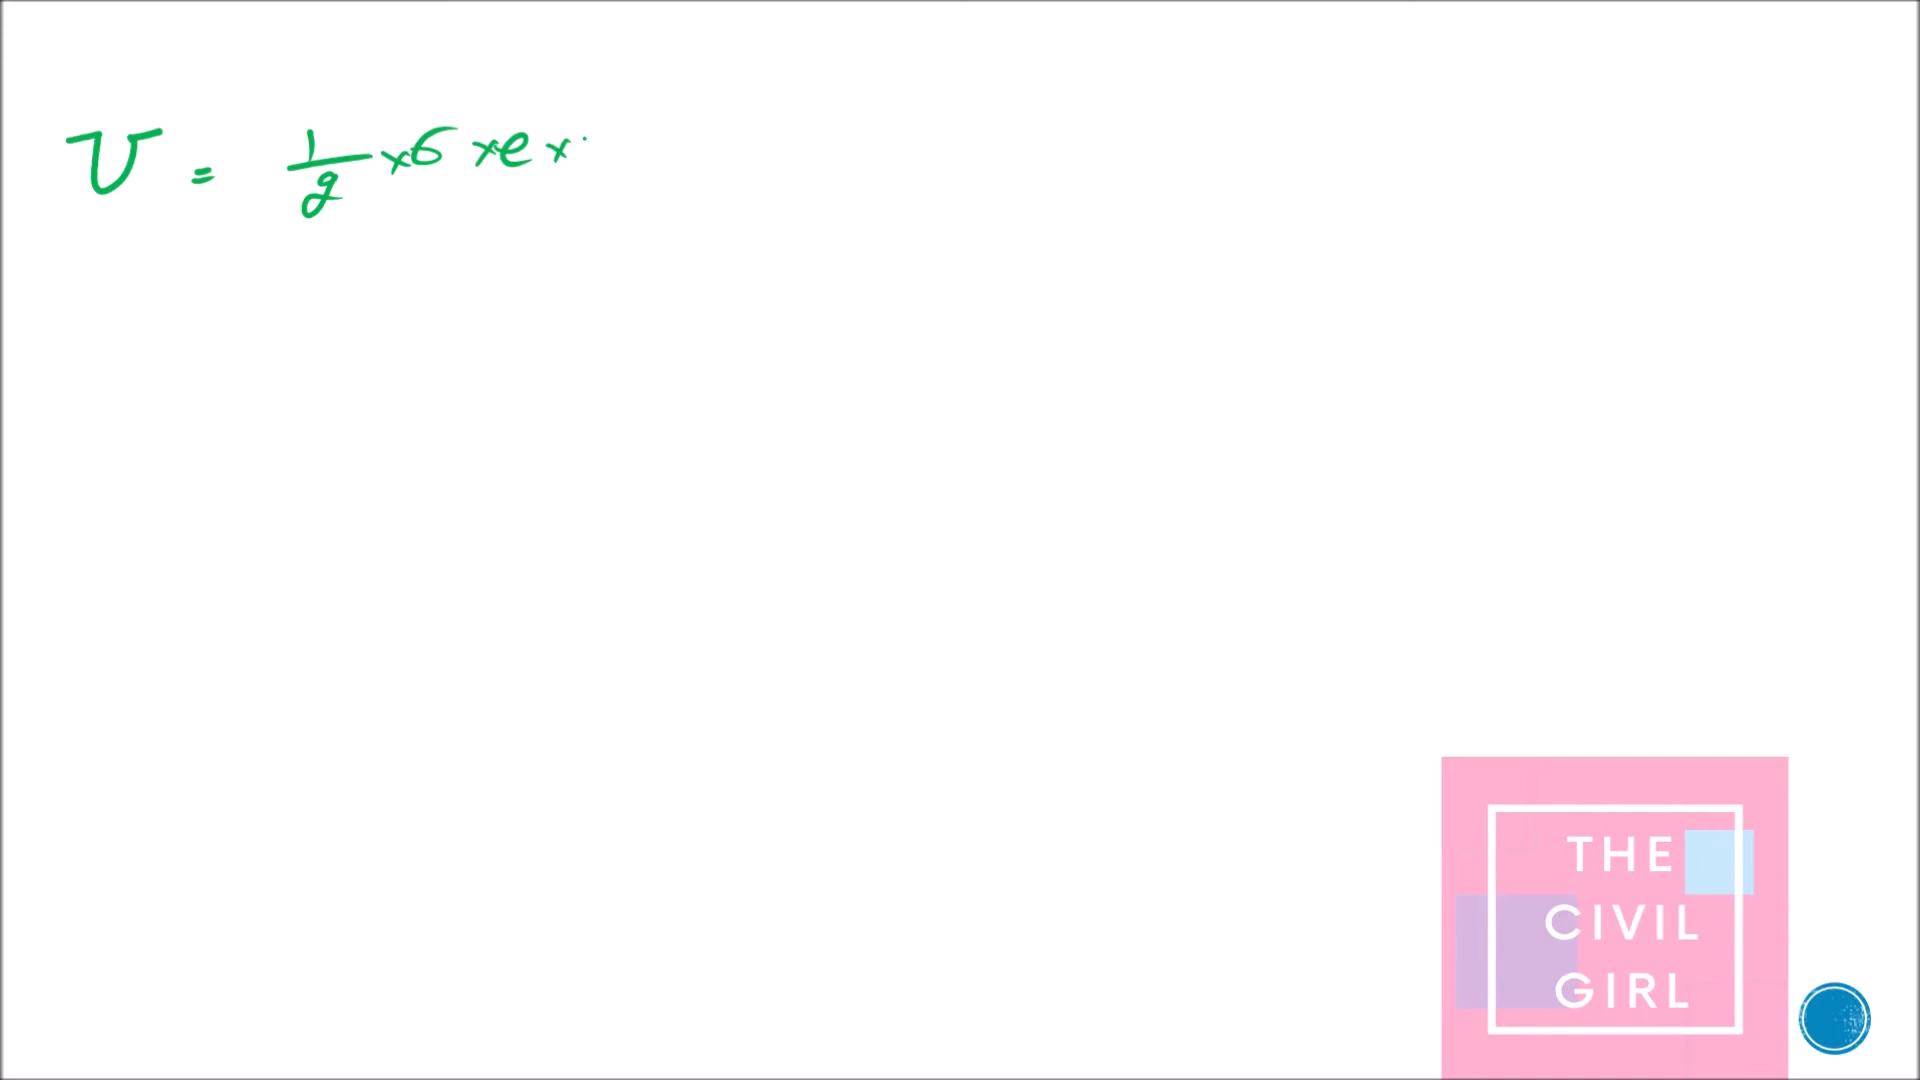 U = 1/2 × σ × e ×
THE
CIVIL
GIRL